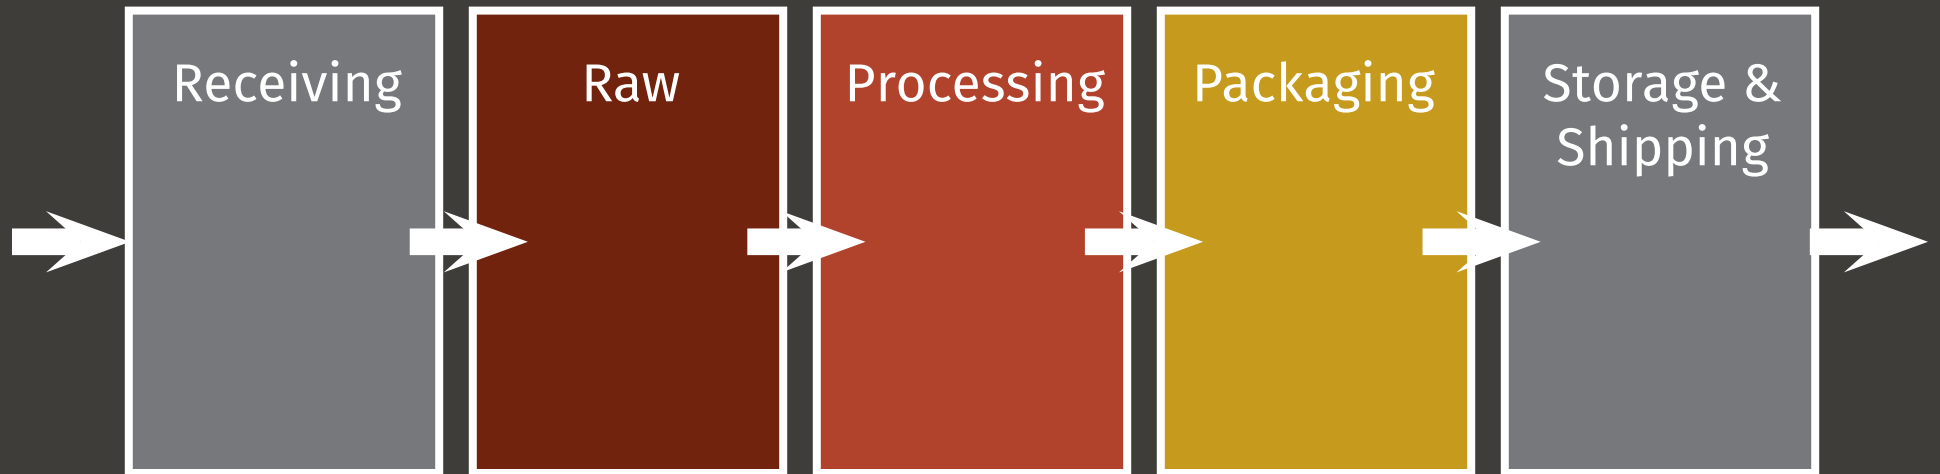 Receiving
Raw
Processing
Packaging
Storage &
Shipping